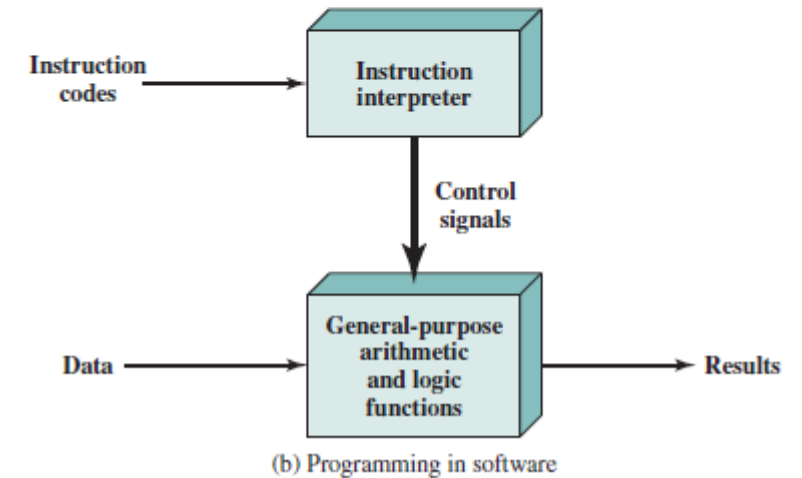 Instruction
codes
Instruction
interpreter
Control
signals
Data
General-purpose
arithmetic
and logic
functions
Results
(b) Programming in software